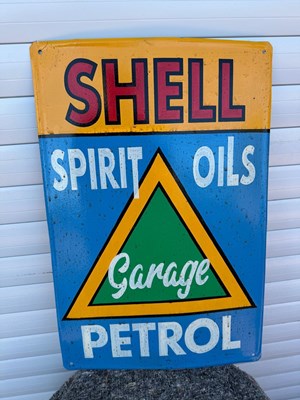 SHELL
SPIRIT OILS
Garage
PETROL